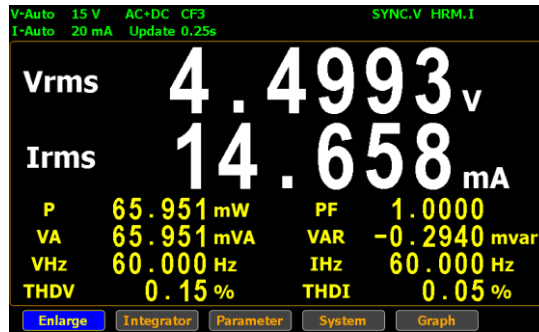 V-Auto 15 V AC+DC CF3 SYNC.V HRM.I
I-Auto 20 mA Update 0.25s
Vrms 4.4993 V
Irms 14.658 mA
P 65.951 mW PF 1.0000
VA 65.951 mVA VAR -0.2940 mvar
VHz 60.000 Hz IHz 60.000 Hz
THDV 0.15 % THDI 0.05 %
Enlarge Integrator Parameter System Graph